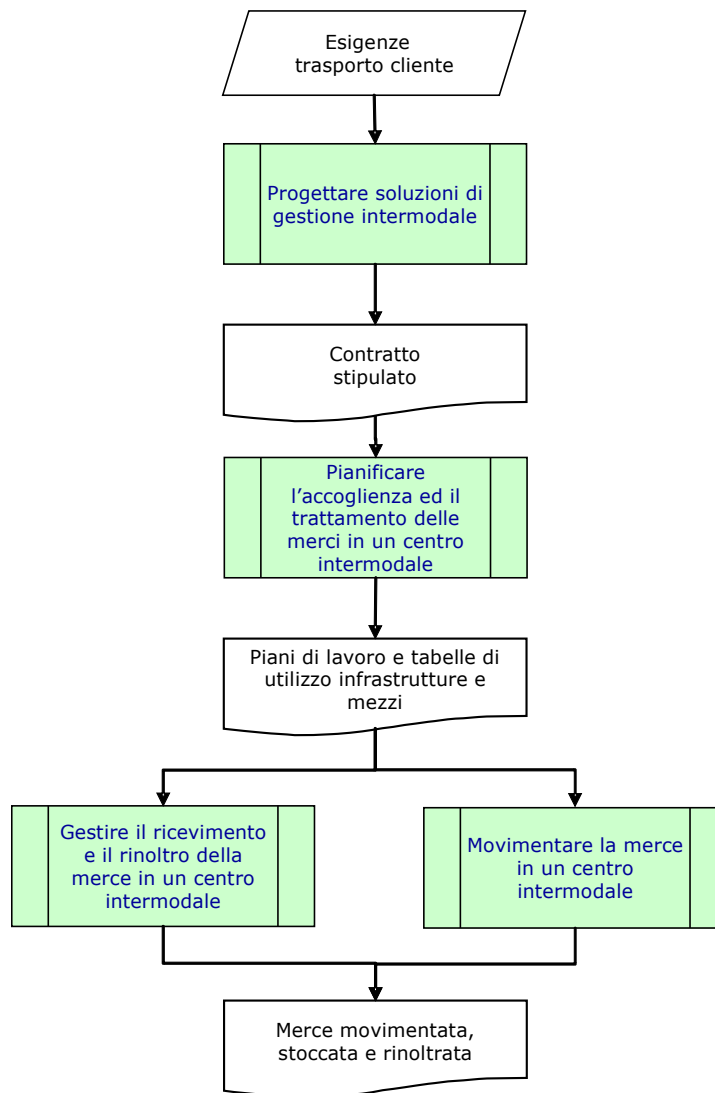 Esigenze
trasporto cliente
Progettare soluzioni di
gestione intermodale
Contratto
stipulato
Pianificare
l’accoglienza ed il
trattamento delle
merci in un centro
intermodale
Piani di lavoro e tabelle di
utilizzo infrastrutture e
mezzi
Gestire il ricevimento
e il rinoltro della
merce in un centro
intermodale
Movimentare la merce
in un centro
intermodale
Merce movimentata,
stoccata e rinoltrata